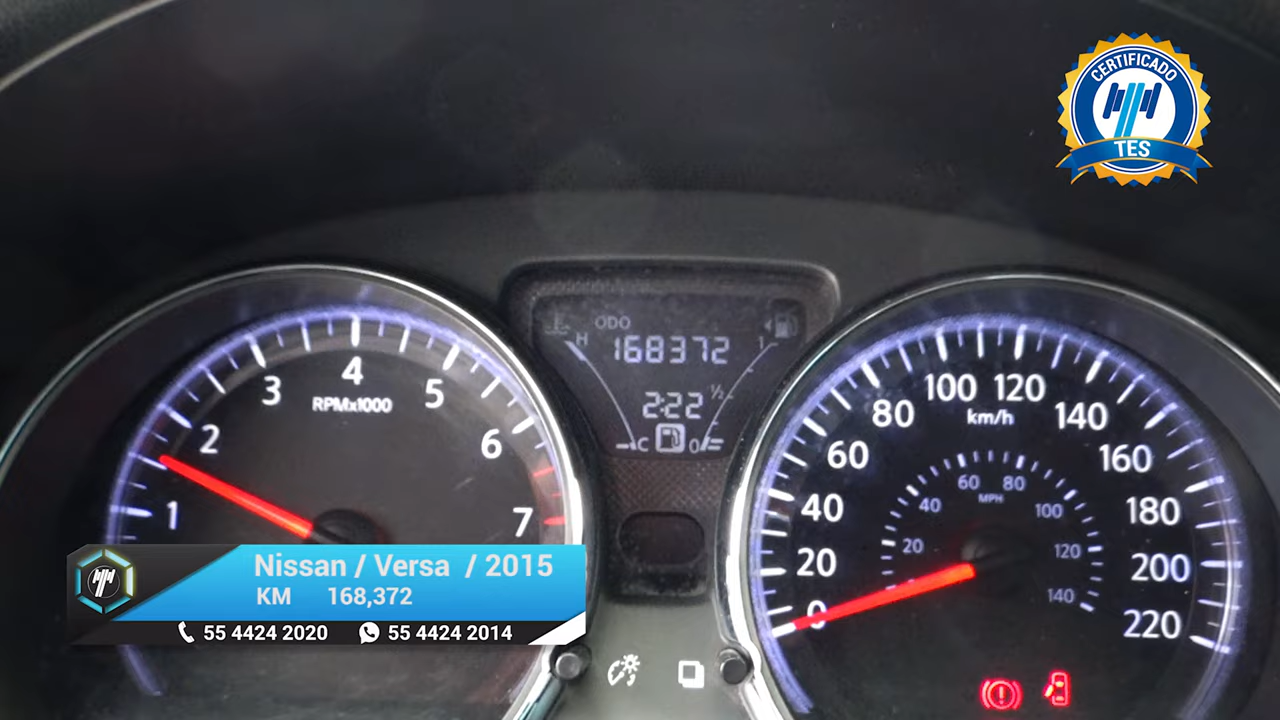 CERTIFICADO
TES
ODO
H
168372
1
2:22
1/2
C
0
1
2
3
4
5
6
7
RPMx1000
0
20
40
60
80
100
120
140
160
180
200
220
km/h
20
40
60
80
100
120
140
MPH
Nissan / Versa / 2015
KM 168,372
55 4424 2020 55 4424 2014